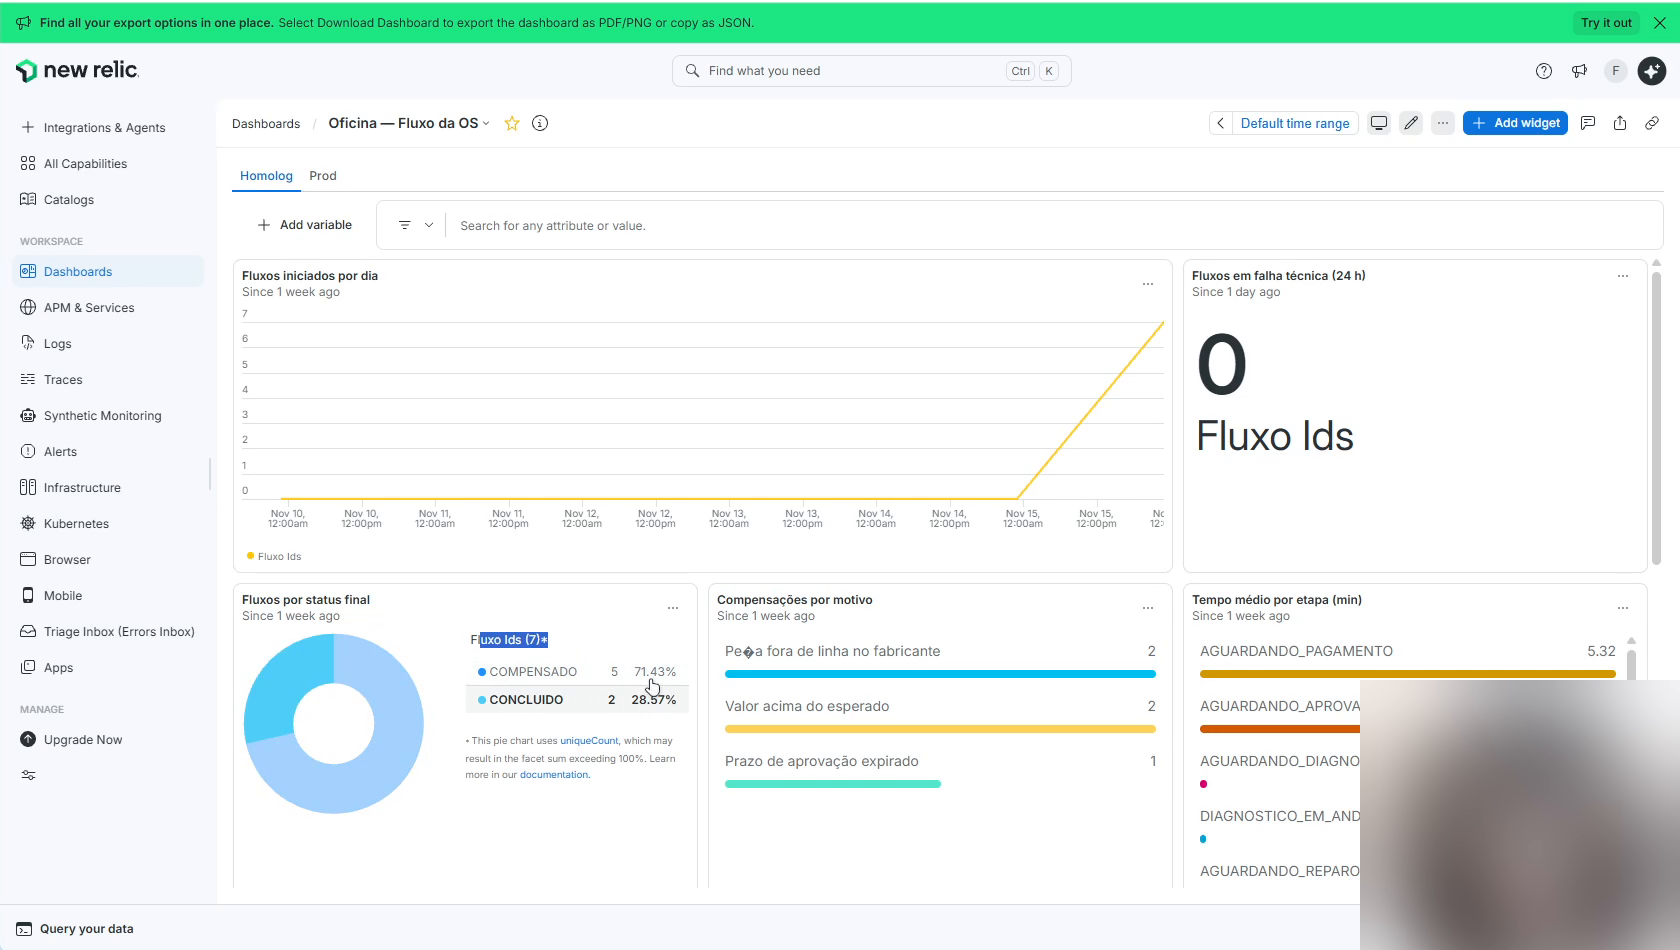 Find all your export options in one place. Select Download Dashboard to export the dashboard as PDF/PNG or copy as JSON.
Try it out
new relic
Find what you need
Ctrl K
F
Integrations & Agents
All Capabilities
Catalogs
WORKSPACE
Dashboards
APM & Services
Logs
Traces
Synthetic Monitoring
Alerts
Infrastructure
Kubernetes
Browser
Mobile
Triage Inbox (Errors Inbox)
Apps
MANAGE
Upgrade Now
Dashboards / Oficina — Fluxo da OS
Default time range
Add widget
Homolog Prod
Add variable
Search for any attribute or value.
Fluxos iniciados por dia
Since 1 week ago
7
6
5
4
3
2
1
0
Nov 10, 12:00am
Nov 10, 12:00pm
Nov 11, 12:00am
Nov 11, 12:00pm
Nov 12, 12:00am
Nov 12, 12:00pm
Nov 13, 12:00am
Nov 13, 12:00pm
Nov 14, 12:00am
Nov 14, 12:00pm
Nov 15, 12:00am
Nov 15, 12:00pm
Fluxo Ids
Fluxos em falha técnica (24 h)
Since 1 day ago
0
Fluxo Ids
Fluxos por status final
Since 1 week ago
Fluxo Ids (7)*
COMPENSADO 5 71.43%
CONCLUIDO 2 28.57%
* This pie chart uses uniqueCount, which may
result in the facet sum exceeding 100%. Learn
more in our documentation.
Compensações por motivo
Since 1 week ago
Pe�a fora de linha no fabricante 2
Valor acima do esperado 2
Prazo de aprovação expirado 1
Tempo médio por etapa (min)
Since 1 week ago
AGUARDANDO_PAGAMENTO 5.32
AGUARDANDO_APROVA
AGUARDANDO_DIAGNO
DIAGNOSTICO_EM_AND
AGUARDANDO_REPARO
Query your data